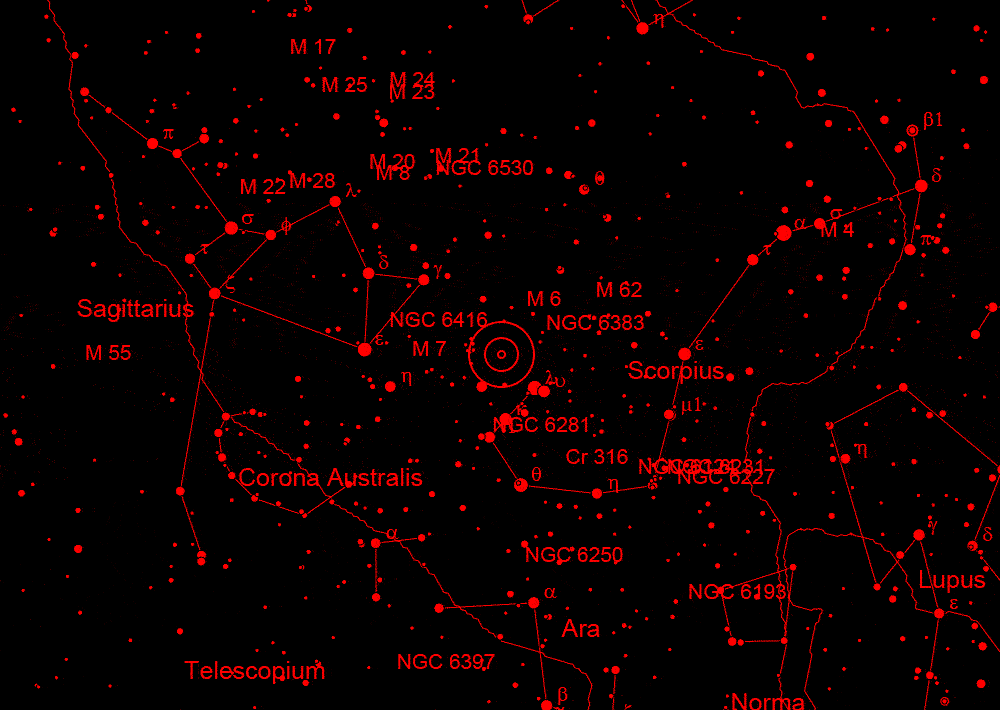 η
M 17
M 25
M 24
M 23
β1
π
M 20
M 21
M 8
NGC 6530
θ
δ
M 22
M 28
λ
σ
φ
α
σ
M 4
π
τ
τ
δ
γ
ζ
Sagittarius
M 6
M 62
NGC 6416
NGC 6383
ε
M 7
ε
M 55
Scorpius
η
λ
υ
μ1
κ
NGC 6281
η
Cr 316
NGC 6231
NGC 6227
Corona Australis
θ
η
α
γ
δ
NGC 6250
Lupus
α
NGC 6193
ε
Ara
NGC 6397
Telescopium
β
Norma